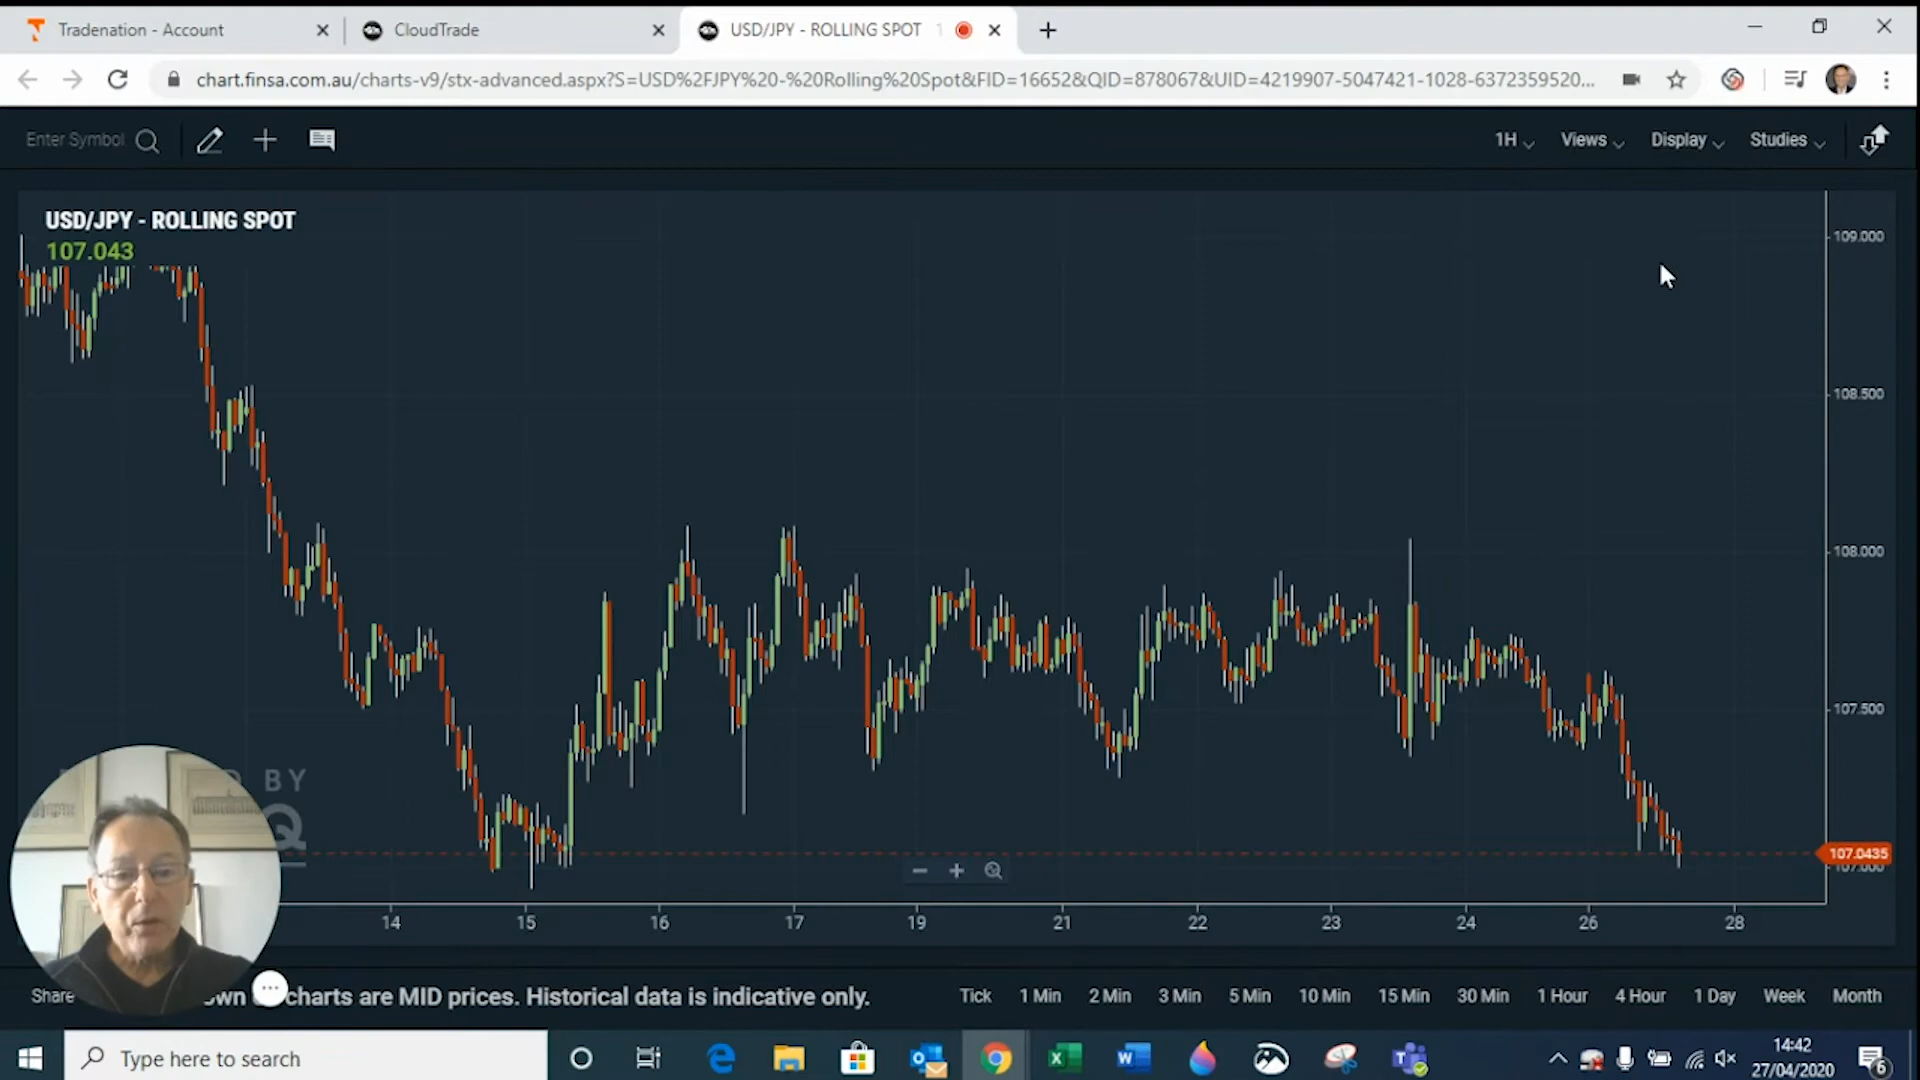 Tradenation - Account
CloudTrade
USD/JPY - ROLLING SPOT
chart.finsa.com.au/charts-v9/stx-advanced.aspx?S=USD%2FJPY%20-%20Rolling%20Spot&FID=16652&QID=878067&UID=4219907-5047421-1028-6372359520...
Enter Symbol
1H Views Display Studies
USD/JPY - ROLLING SPOT
107.043
109.000
108.500
108.000
107.500
107.0435
107.000
BY
Q
14 15 16 17 19 21 22 23 24 26 28
Share
charts are MID prices. Historical data is indicative only.
Tick 1 Min 2 Min 3 Min 5 Min 10 Min 15 Min 30 Min 1 Hour 4 Hour 1 Day Week Month
Type here to search
14:42
27/04/2020
6